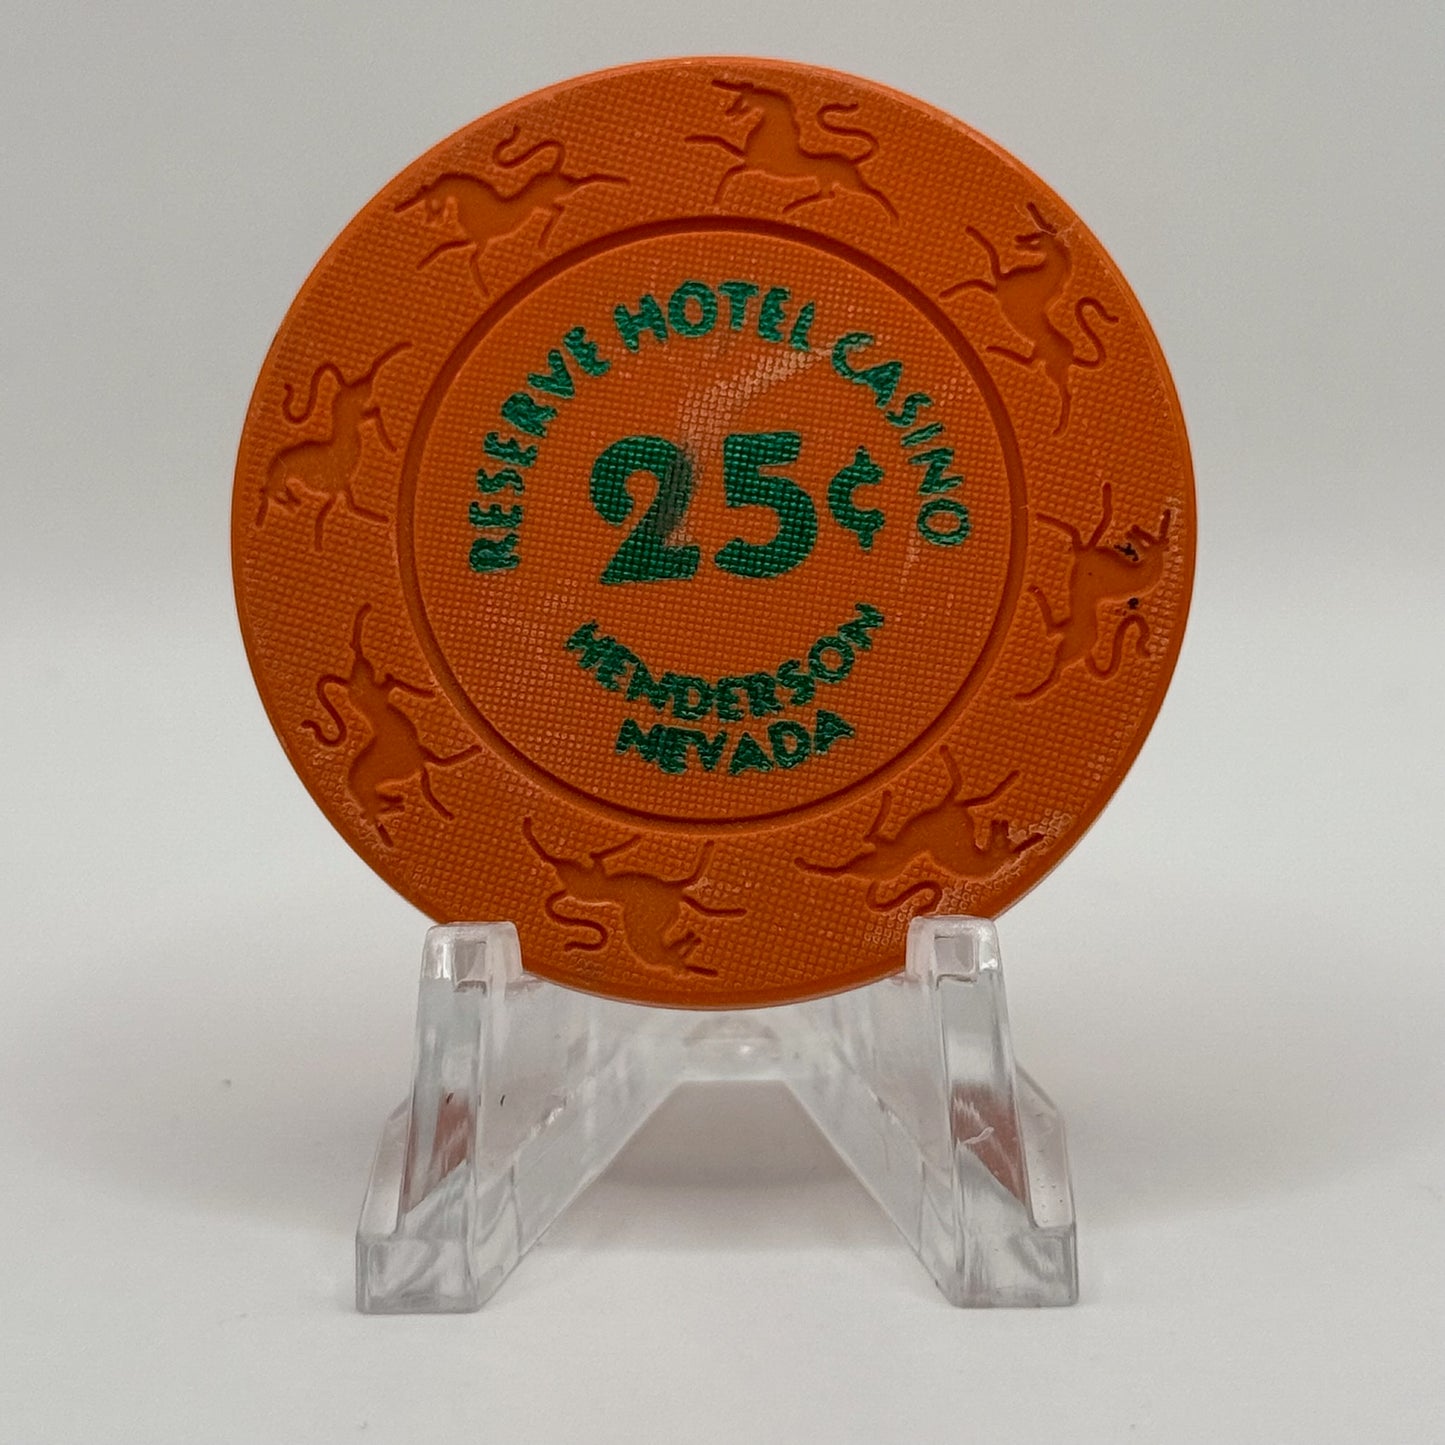 RESERVE HOTEL CASINO
25¢
HENDERSON
NEVADA